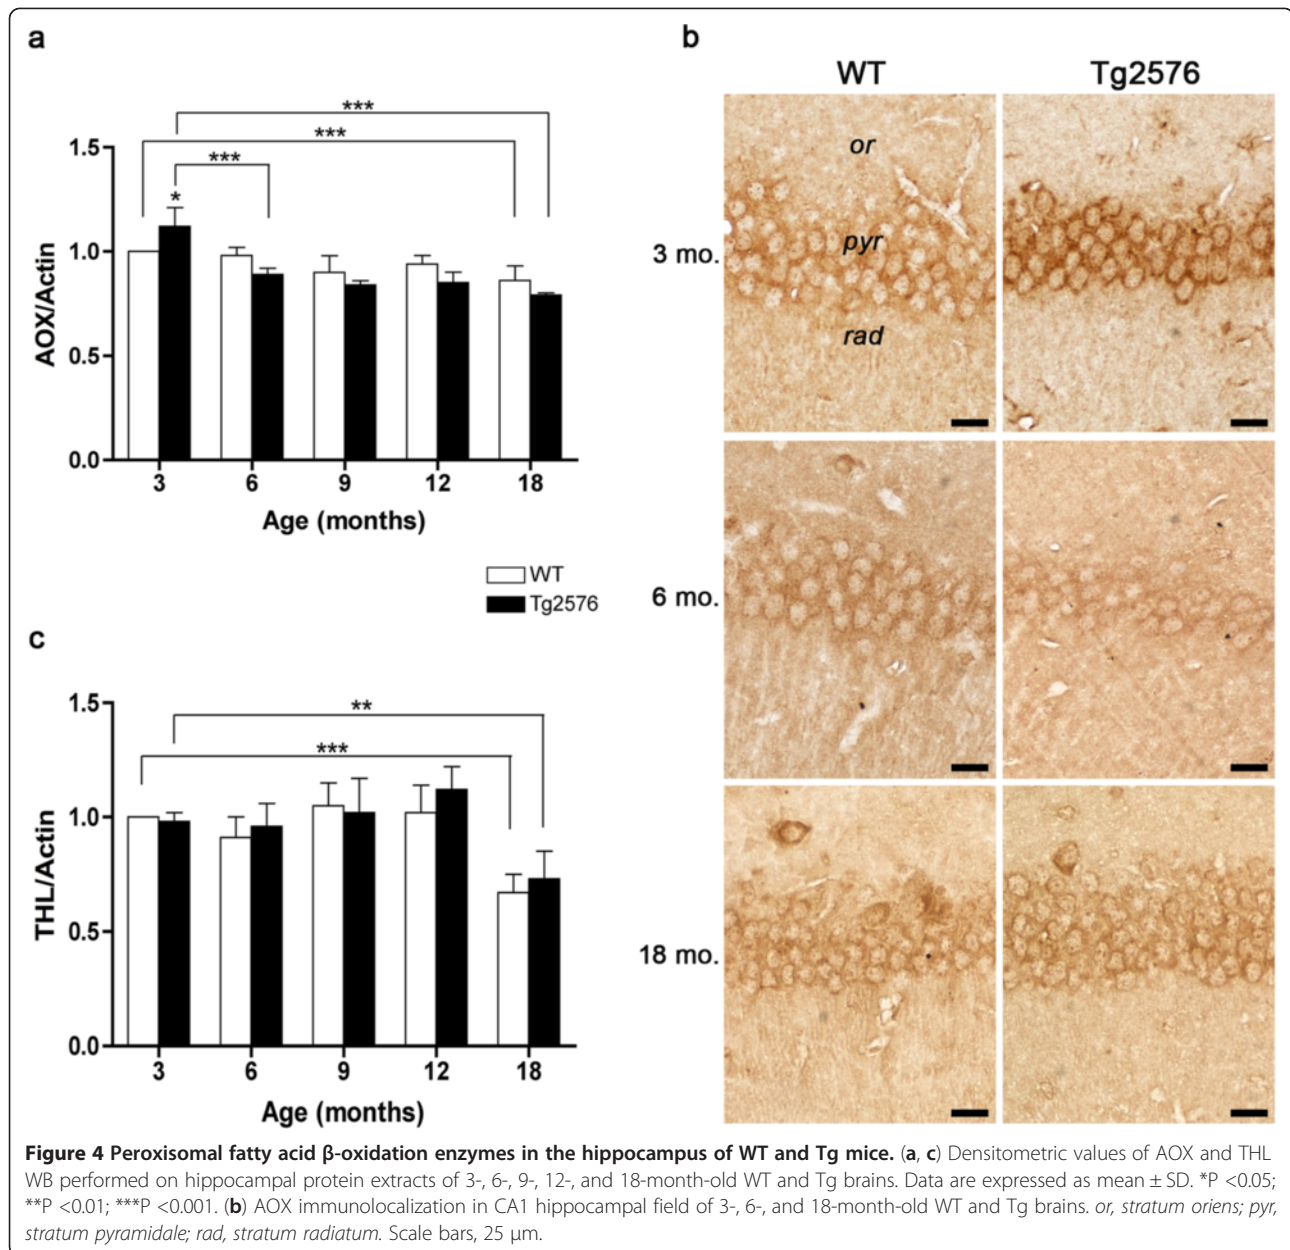 a
***
***
***
*
1.5
1.0
0.5
0.0
AOX/Actin
3 6 9 12 18
Age (months)
WT
Tg2576
c
**
***
1.5
1.0
0.5
0.0
THL/Actin
3 6 9 12 18
Age (months)
b
WT Tg2576
or
pyr
rad
3 mo.
6 mo.
18 mo.
Figure 4 Peroxisomal fatty acid β-oxidation enzymes in the hippocampus of WT and Tg mice. (a, c) Densitometric values of AOX and THL
WB performed on hippocampal protein extracts of 3-, 6-, 9-, 12-, and 18-month-old WT and Tg brains. Data are expressed as mean ± SD. *P <0.05;
**P <0.01; ***P <0.001. (b) AOX immunolocalization in CA1 hippocampal field of 3-, 6-, and 18-month-old WT and Tg brains. or, stratum oriens; pyr,
stratum pyramidale; rad, stratum radiatum. Scale bars, 25 μm.